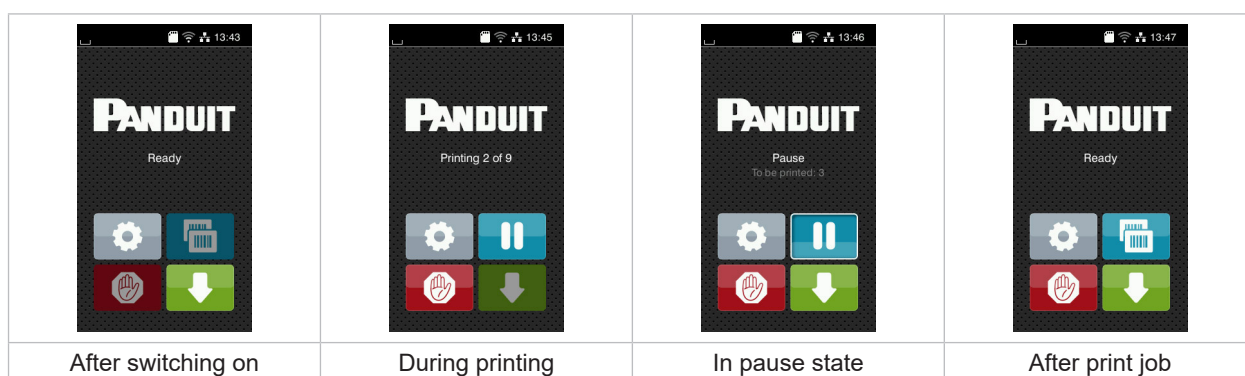 13:43
PANDUIT
Ready
After switching on
13:45
PANDUIT
Printing 2 of 9
During printing
13:46
PANDUIT
Pause
To be printed: 3
In pause state
13:47
PANDUIT
Ready
After print job